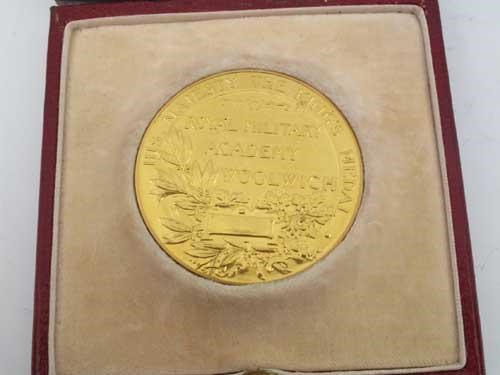 HIS MAJESTY THE KING'S MEDAL
ROYAL MILITARY
ACADEMY
WOOLWICH